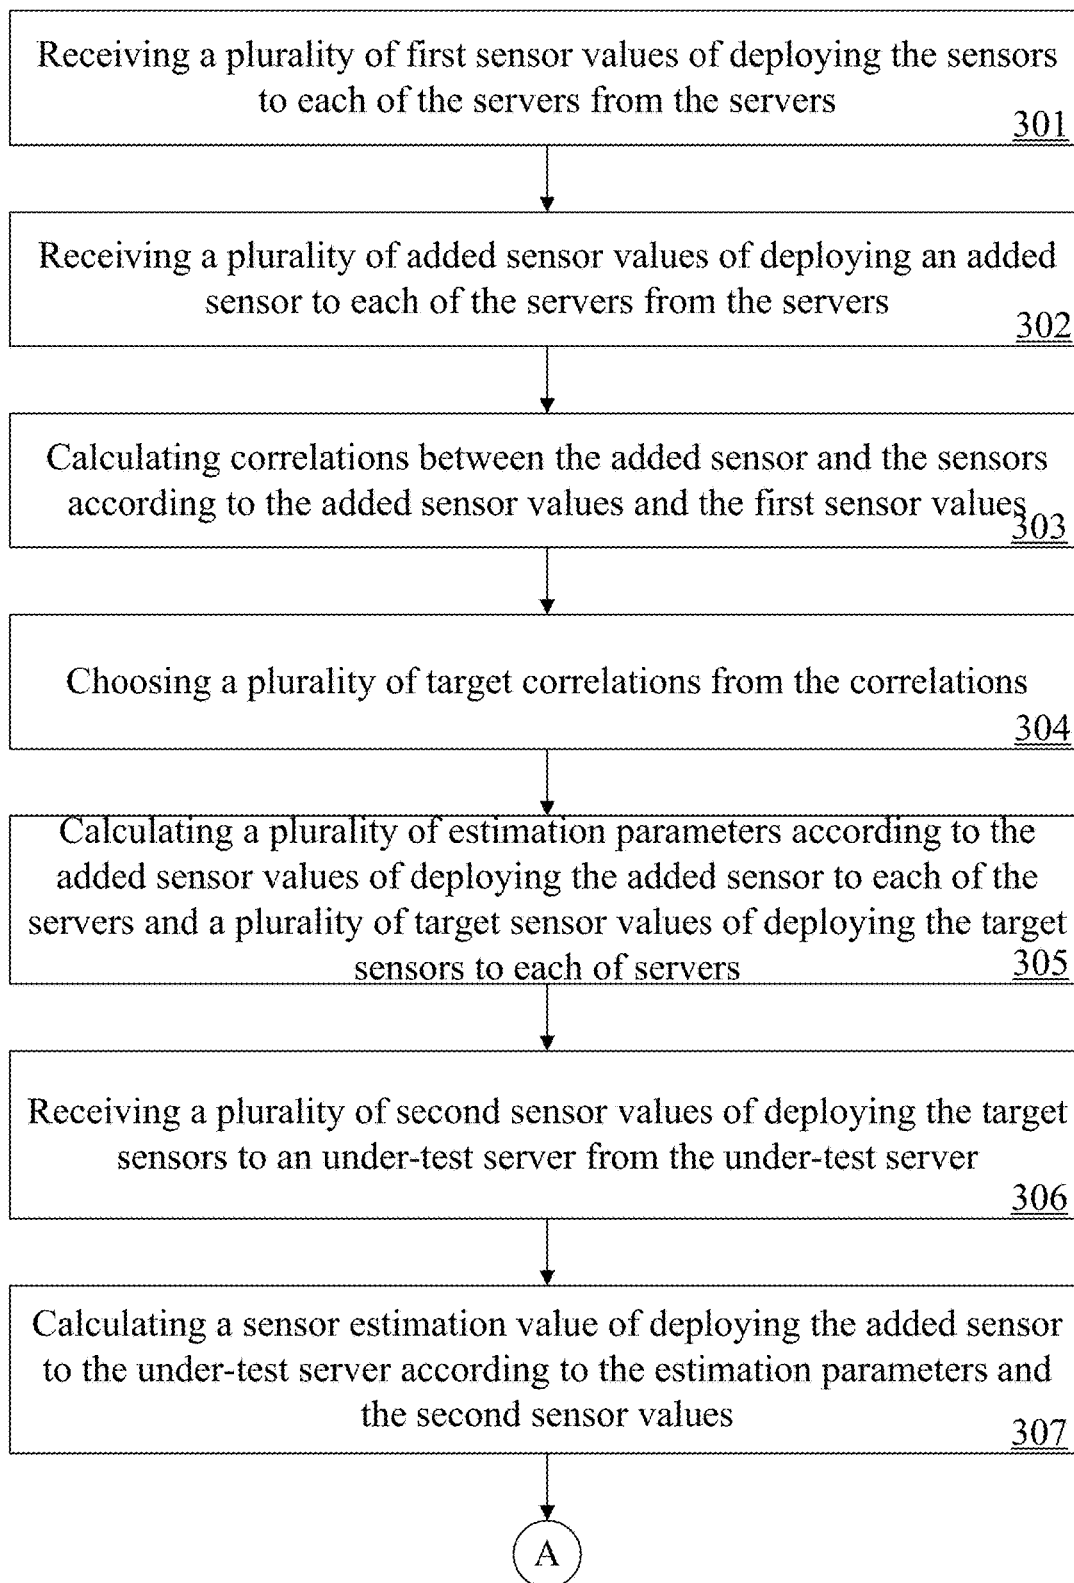 Receiving a plurality of first sensor values of deploying the sensors
to each of the servers from the servers
301
Receiving a plurality of added sensor values of deploying an added
sensor to each of the servers from the servers
302
Calculating correlations between the added sensor and the sensors
according to the added sensor values and the first sensor values
303
Choosing a plurality of target correlations from the correlations
304
Calculating a plurality of estimation parameters according to the
added sensor values of deploying the added sensor to each of the
servers and a plurality of target sensor values of deploying the target
sensors to each of servers
305
Receiving a plurality of second sensor values of deploying the target
sensors to an under-test server from the under-test server
306
Calculating a sensor estimation value of deploying the added sensor
to the under-test server according to the estimation parameters and
the second sensor values
307
A